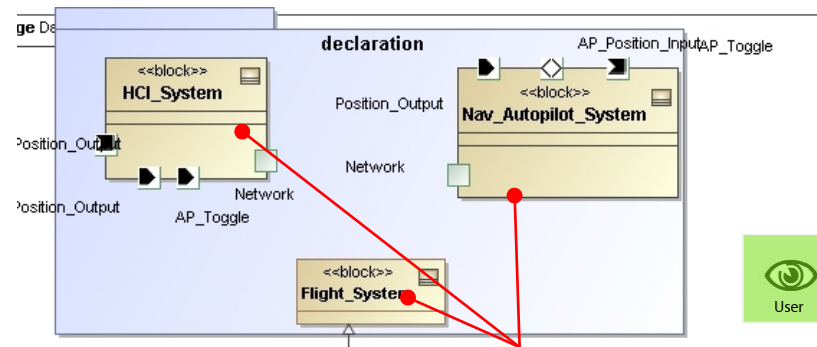 ge De
declaration
AP_Position_Input
AP_Toggle
<<block>>
HCI_System
<<block>>
Nav_Autopilot_System
Position_Output
Position_Output
Network
Network
Position_Output
AP_Toggle
<<block>>
Flight_System
User